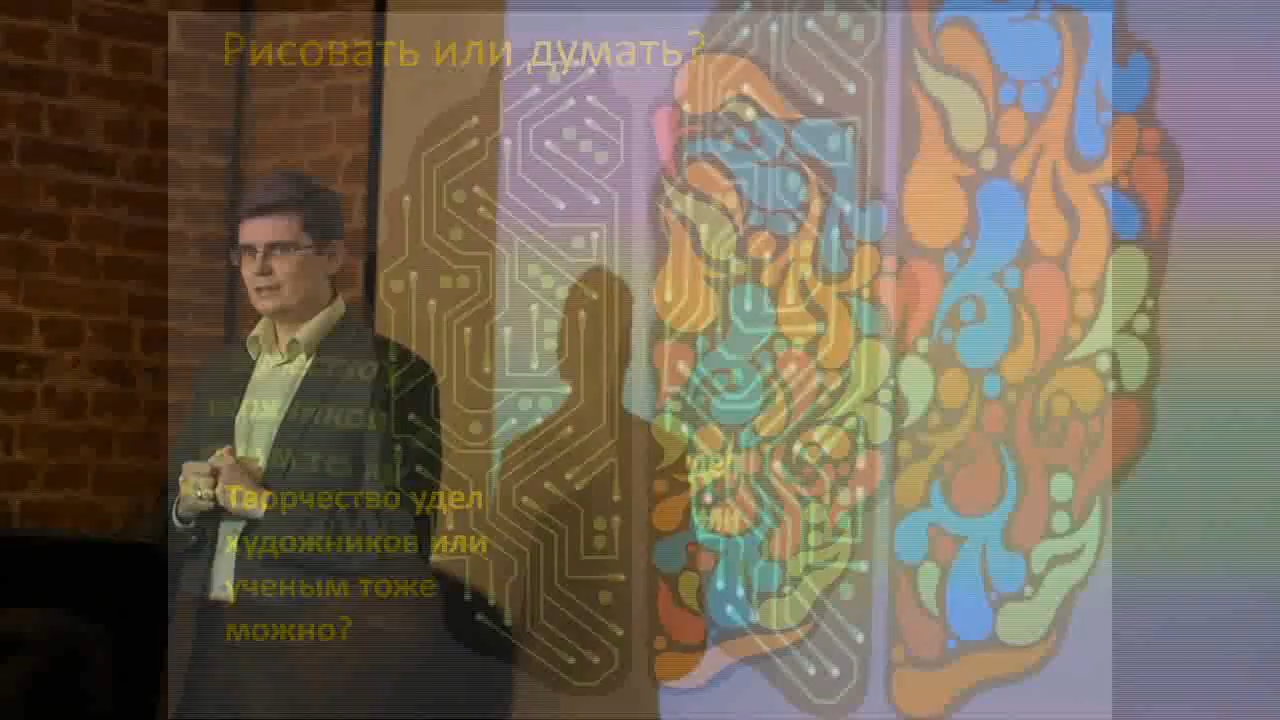 Рисовать или думать?
Творчество удел
художников или
ученым тоже
можно?